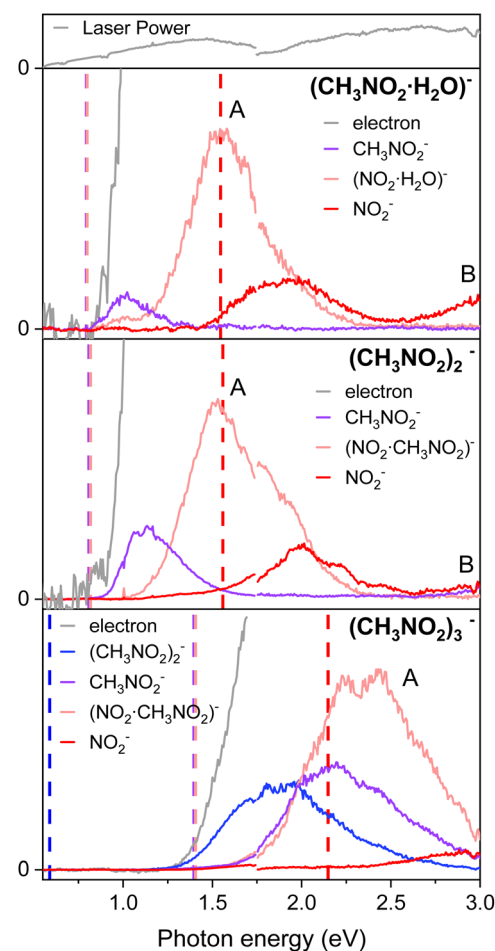 Laser Power
0
(CH₃NO₂·H₂O)⁻
A
electron
CH₃NO₂⁻
(NO₂·H₂O)⁻
NO₂⁻
B
0
(CH₃NO₂)₂ ⁻
A
electron
CH₃NO₂⁻
(NO₂·CH₃NO₂)⁻
NO₂⁻
B
0
electron
(CH₃NO₂)₃ ⁻
(CH₃NO₂)₂⁻
CH₃NO₂⁻
A
(NO₂·CH₃NO₂)⁻
NO₂⁻
0
1.0 1.5 2.0 2.5 3.0
Photon energy (eV)